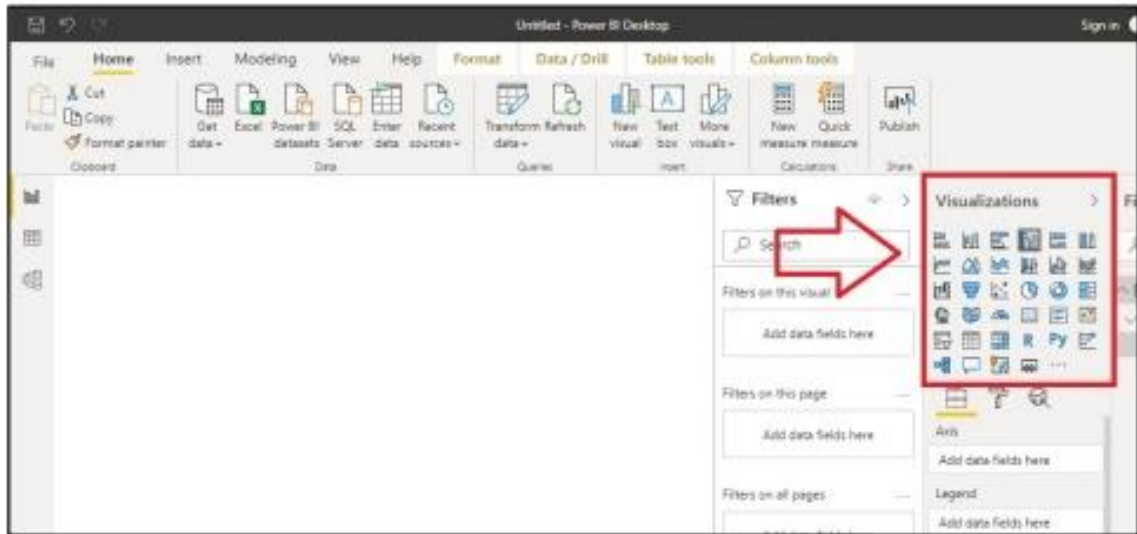 Untitled - Power BI Desktop
Sign in
File Home Insert Modeling View Help Format Data / Drill Table tools Column tools
Paste
Cut
Copy
Format painter
Clipboard
Get data
Excel
Power BI datasets
SQL Server
Enter data
Recent sources
Data
Transform data
Refresh
Queries
New visual
Text box
More visuals
Insert
New measure
Quick measure
Calculations
Publish
Share
Filters
Search
Filters on this visual
Add data fields here
Filters on this page
Add data fields here
Filters on all pages
Visualizations
R Py
Axis
Add data fields here
Legend
Add data fields here